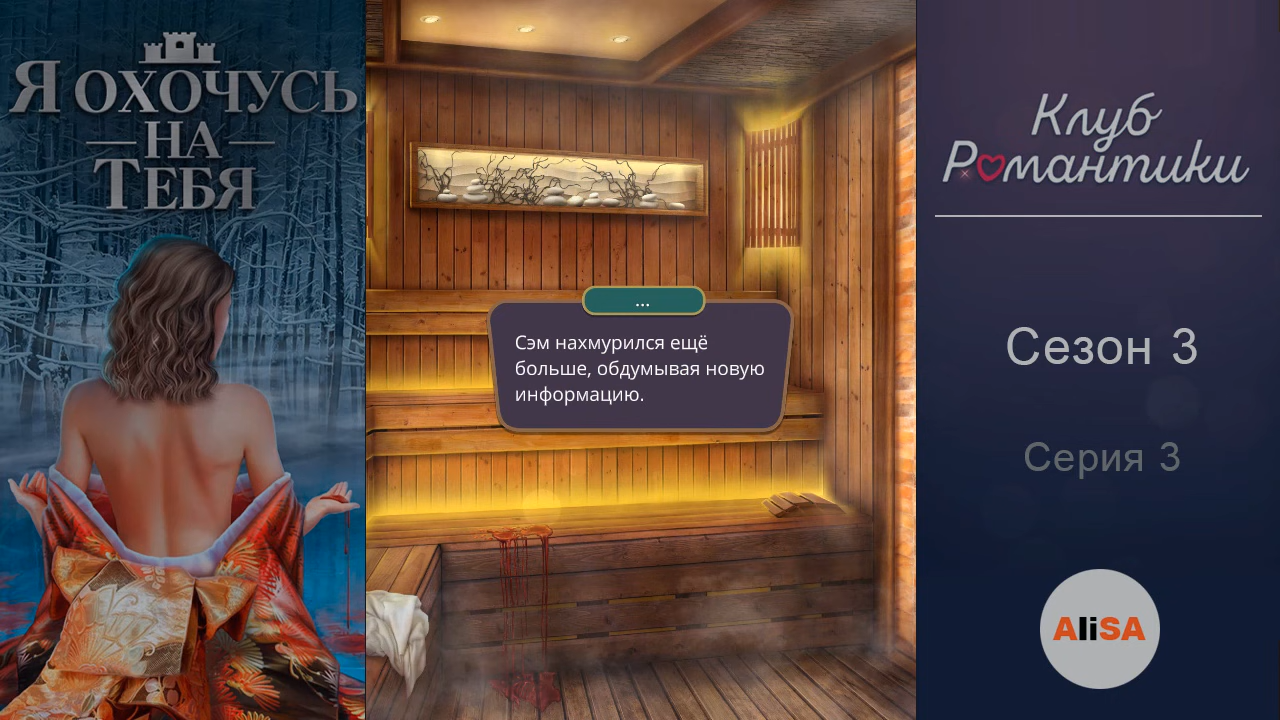 Я ОХОЧУСЬ
НА
ТЕБЯ
...
Сэм нахмурился ещё
больше, обдумывая новую
информацию.
Клуб
Романтики
Сезон 3
Серия 3
AliSA